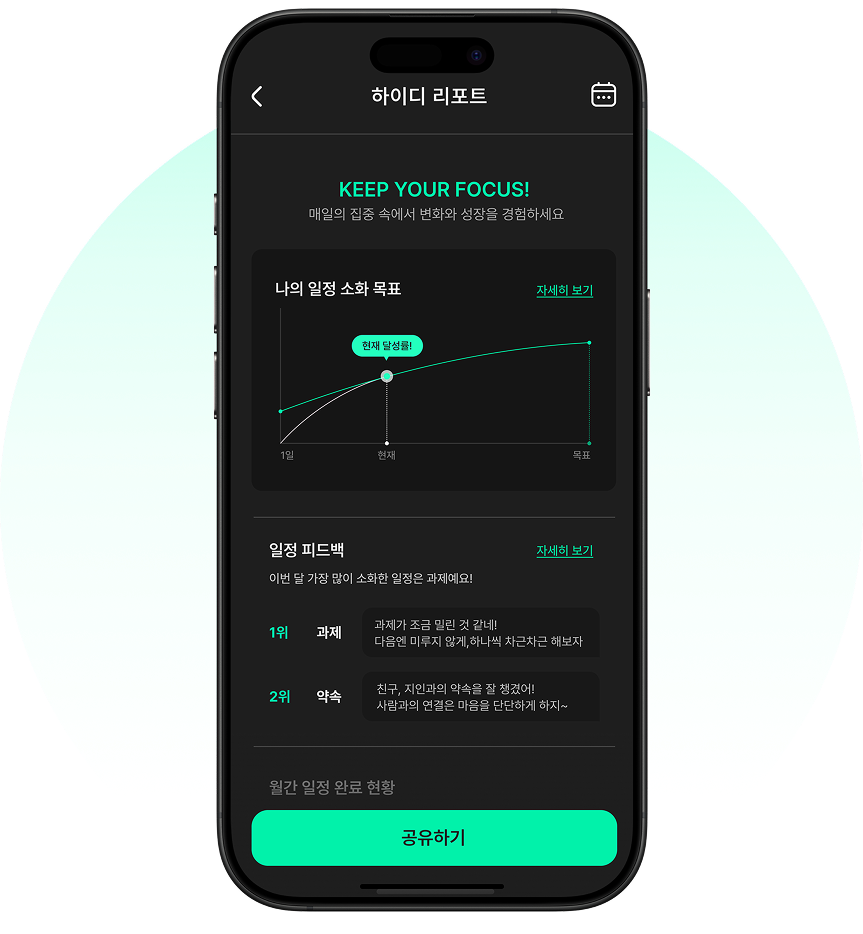 하이디 리포트
KEEP YOUR FOCUS!
매일의 집중 속에서 변화와 성장을 경험하세요
나의 일정 소화 목표
자세히 보기
현재 달성률!
1일
현재
목표
일정 피드백
자세히 보기
이번 달 가장 많이 소화한 일정은 과제예요!
1위
과제
과제가 조금 밀린 것 같네!
다음엔 미루지 않게,하나씩 차근차근 해보자
2위
약속
친구, 지인과의 약속을 잘 챙겼어!
사람과의 연결은 마음을 단단하게 하지~
월간 일정 완료 현황
공유하기